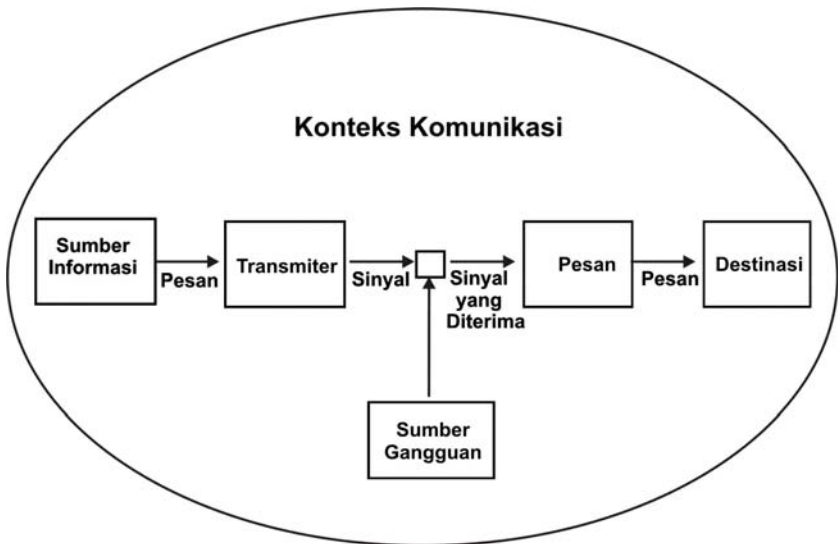 Konteks Komunikasi
Sumber
Informasi
Pesan
Transmiter
Sinyal
Sinyal
yang
Diterima
Pesan
Pesan
Destinasi
Sumber
Gangguan